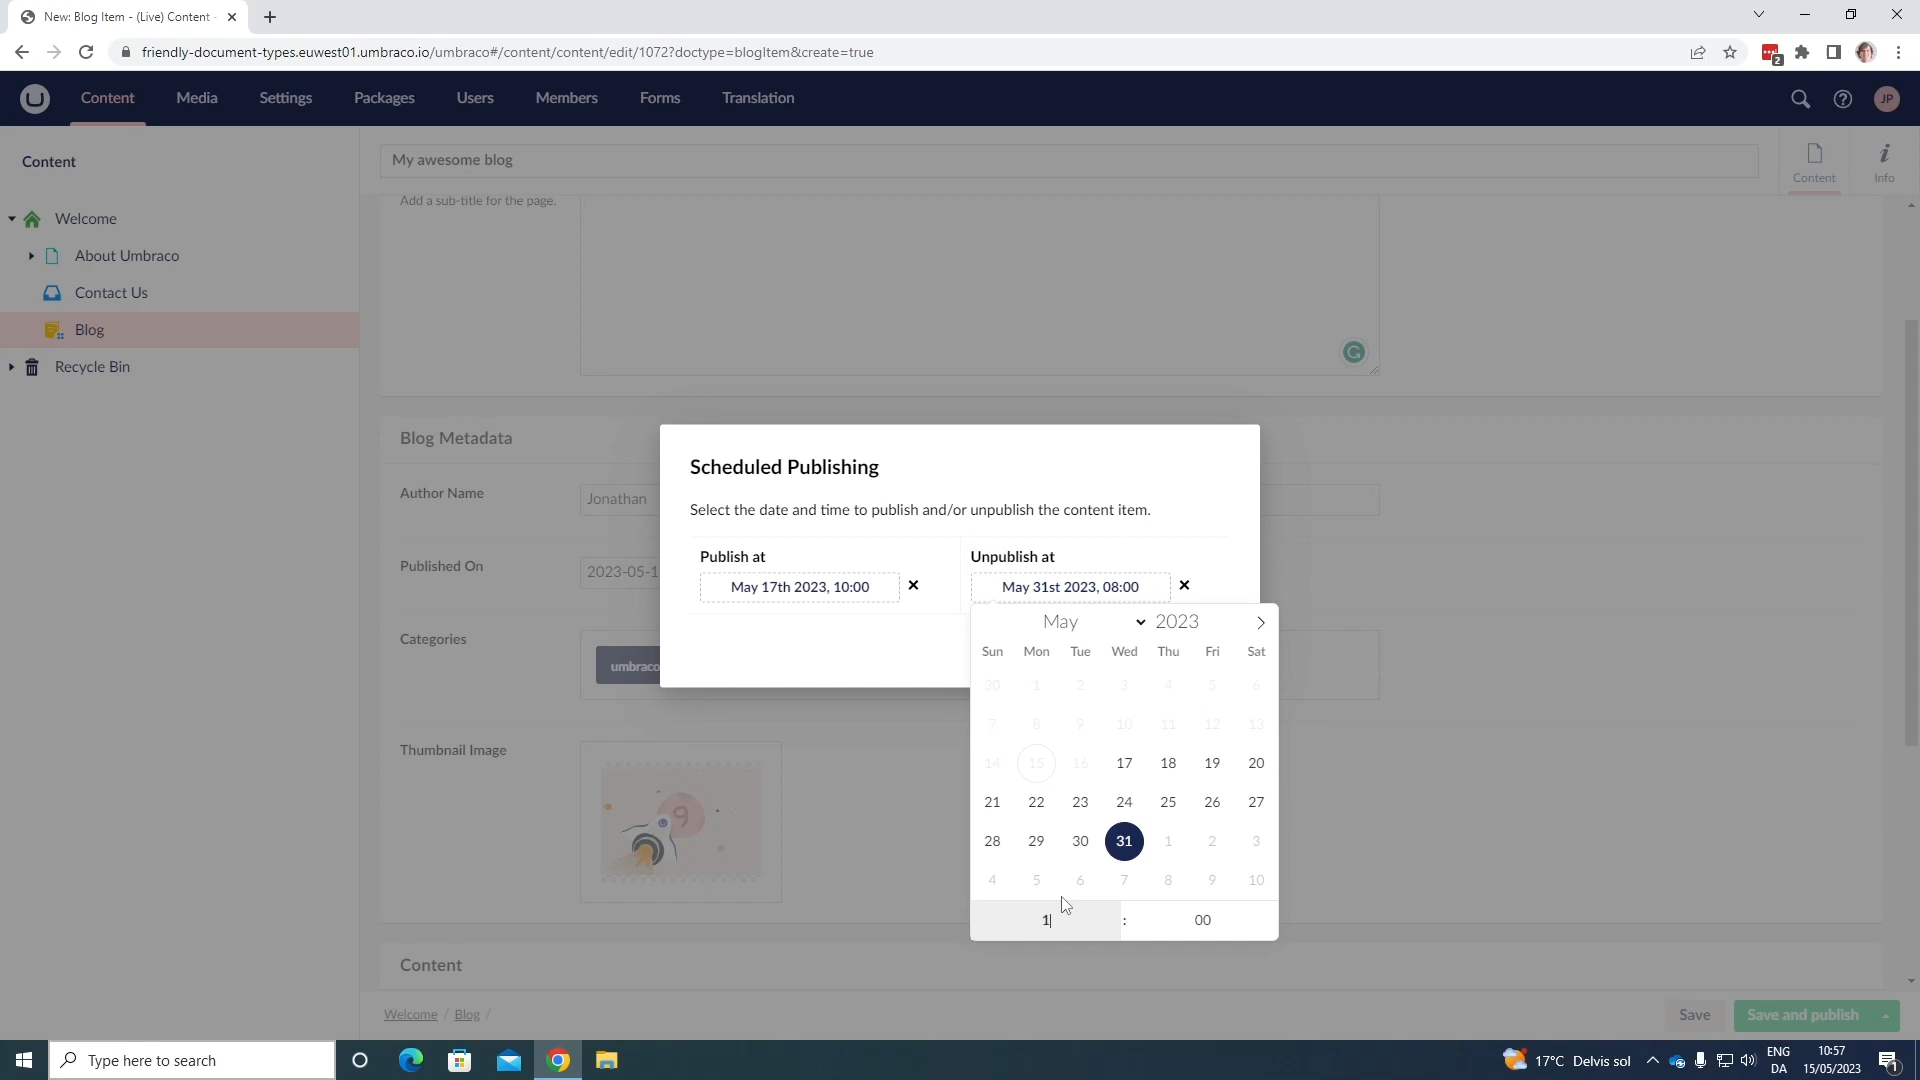 New: Blog Item - (Live) Content -
friendly-document-types.euwest01.umbraco.io/umbraco#/content/content/edit/1072?doctype=blogItem&create=true
2
Content
Media
Settings
Packages
Users
Members
Forms
Translation
JP
Content
Welcome
About Umbraco
Contact Us
Blog
Recycle Bin
My awesome blog
Content
Info
Add a sub-title for the page.
Blog Metadata
Author Name
Jonathan
Published On
2023-05-1
Categories
umbraco
Thumbnail Image
9
Content
Scheduled Publishing
Select the date and time to publish and/or unpublish the content item.
Publish at
May 17th 2023, 10:00
Unpublish at
May 31st 2023, 08:00
May 2023
Sun Mon Tue Wed Thu Fri Sat
30 1 2 3 4 5 6
7 8 9 10 11 12 13
14 15 16 17 18 19 20
21 22 23 24 25 26 27
28 29 30 31 1 2 3
4 5 6 7 8 9 10
1 : 00
Welcome / Blog /
Save
Save and publish
Type here to search
17°C Delvis sol
ENG
DA
10:57
15/05/2023
1